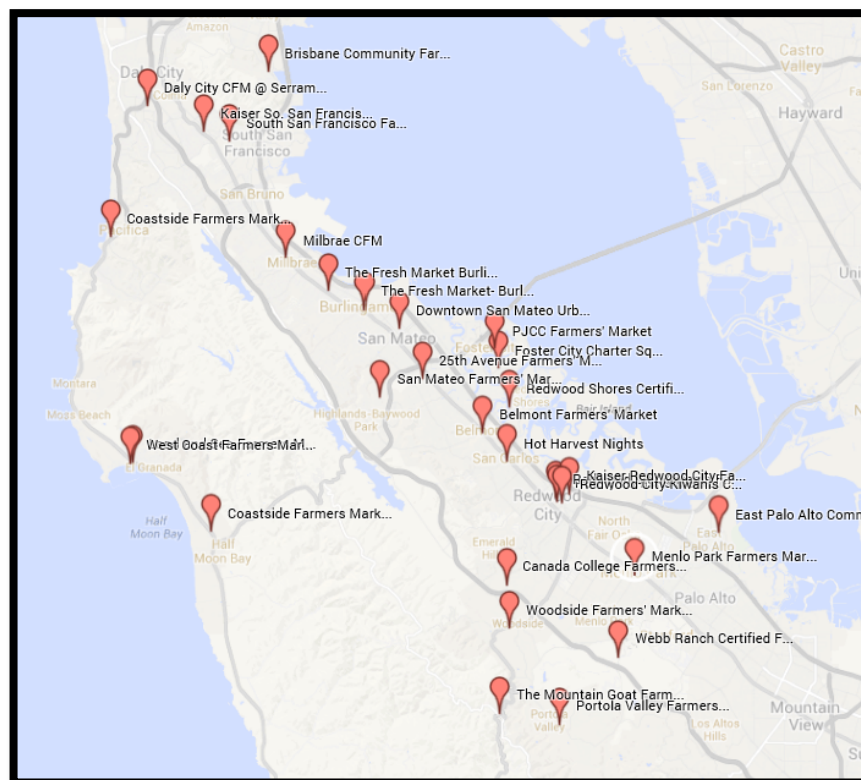 Amazon
Castro
Valley
Brisbane Community Far...
Daly City
San Lorenzo
Daly City CFM @ Serram...
Hayward
Kaiser So. San Francis...
South San Francisco Fa...
South San
Francisco
San Bruno
Coastside Farmers Mark...
Pacifica
Milbrae CFM
Millbrae
The Fresh Market Burli...
The Fresh Market- Burl...
Burlingame
Downtown San Mateo Urb...
San Mateo
PJCC Farmers' Market
Foster City Charter Sq...
25th Avenue Farmers' M...
San Mateo Farmers' Mar...
Redwood Shores Certifi...
Shores
Montara
Bair Island
Highlands-Baywood
Park
Moss Beach
Belmont Farmers' Market
Hot Harvest Nights
San Carlos
West Coast Farmers Mar...
El Granada
Kaiser Redwood City Fa...
Redwood City Kiwanis C...
Redwood
City
Coastside Farmers Mark...
East Palo Alto Comm
East
Palo Alto
Half
Moon Bay
North
Fair
Half
Moon Bay
Emerald
Menlo Park Farmers Mar...
Canada College Farmers...
Palo Alto
Woodside Farmers' Mark...
Woodside
Menlo Park
Webb Ranch Certified F...
The Mountain Goat Farm...
Portola Valley Farmers...
Portola
Valley
Mountain
View
Los Altos
Hills